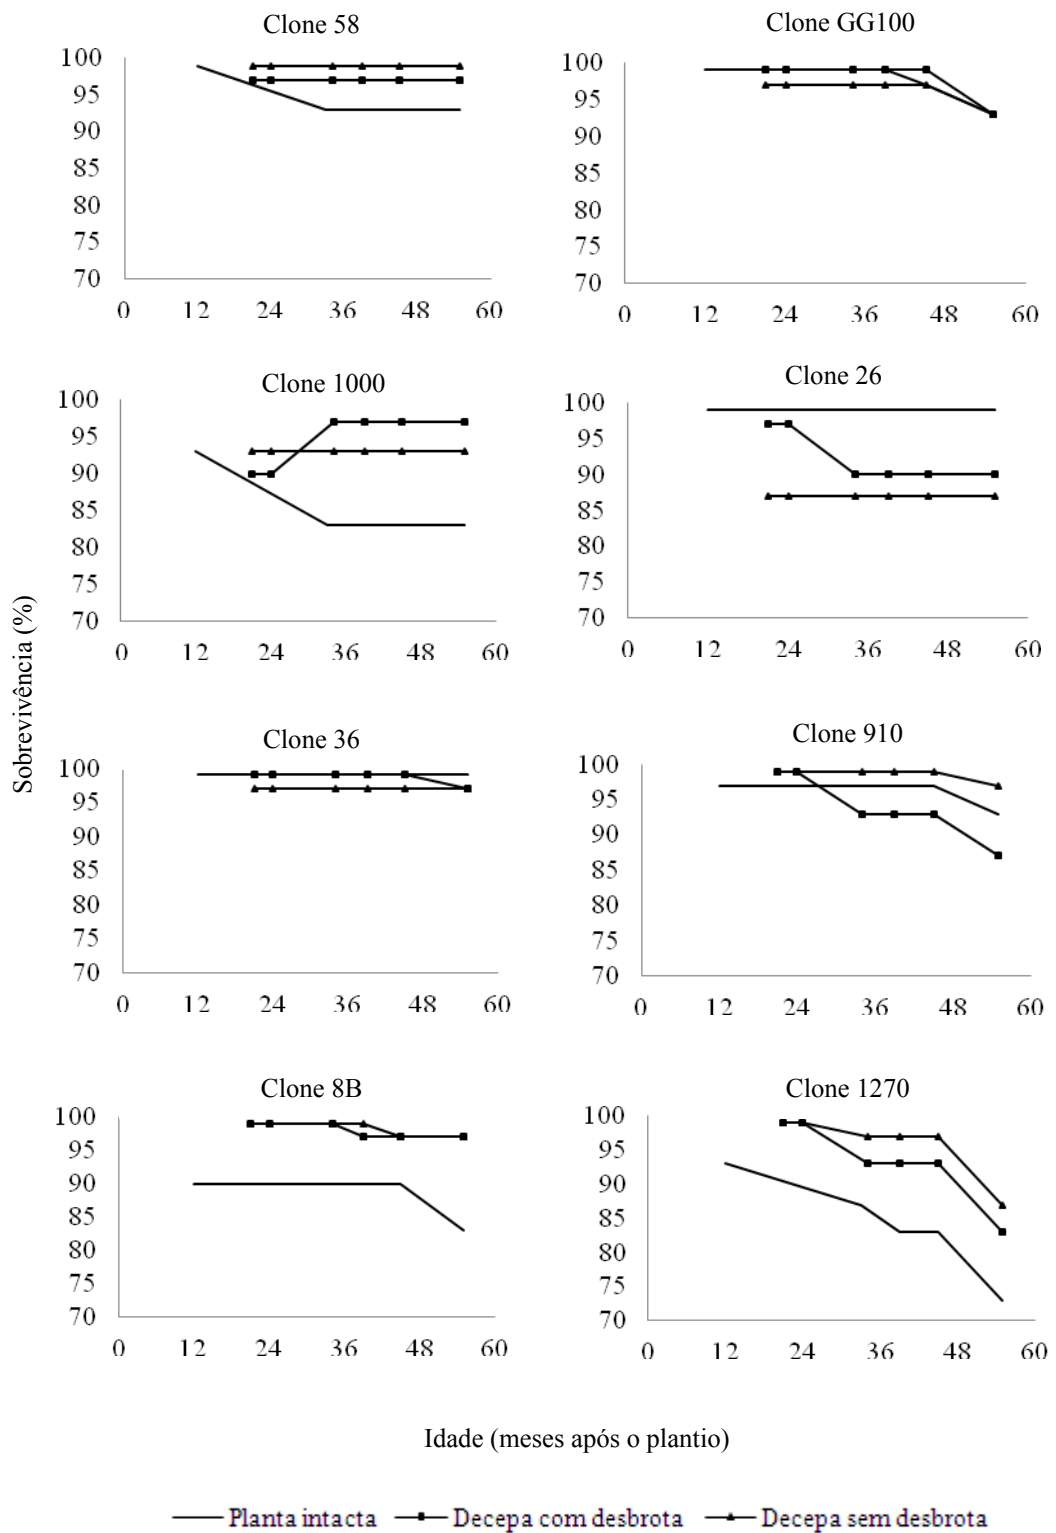 Clone 58
100
95
90
85
80
75
70
0 12 24 36 48 60
Clone GG100
100
95
90
85
80
75
70
0 12 24 36 48 60
Clone 1000
100
95
90
85
80
75
70
0 12 24 36 48 60
Clone 26
100
95
90
85
80
75
70
0 12 24 36 48 60
Sobrevivência (%)
Clone 36
100
95
90
85
80
75
70
0 12 24 36 48 60
Clone 910
100
95
90
85
80
75
70
0 12 24 36 48 60
Clone 8B
100
95
90
85
80
75
70
0 12 24 36 48 60
Clone 1270
100
95
90
85
80
75
70
0 12 24 36 48 60
Idade (meses após o plantio)
Planta intacta Decepa com desbrota Decepa sem desbrota